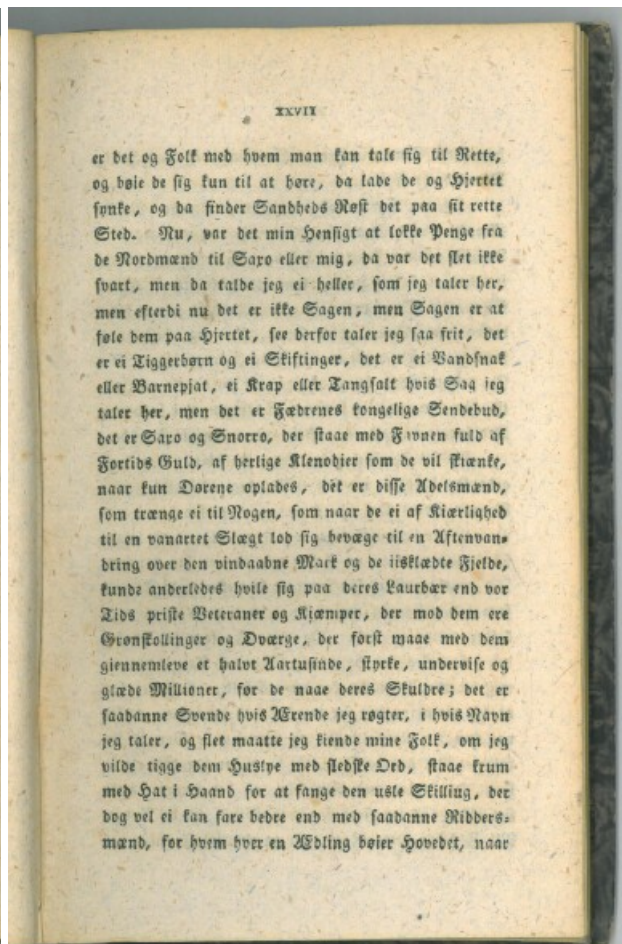 XXVII
er det og Folk med hvem man kan tale sig til Rette,
og bøie de sig kun til at høre, da lade de og Hjertet
synke, og da finder Sandheds Røst det paa sit rette
Sted. Nu, var det min Hensigt at lokke Penge fra
de Nordmænd til Saxo eller mig, da var det slet ikke
svart, men da talde jeg ei heller, som jeg taler her,
men efterdi nu det er ikke Sagen, men Sagen er at
føle dem paa Hjertet, see derfor taler jeg saa frit, det
er ei Tiggerbørn og ei Skiftinger, det er ei Vandsnak
eller Barnepjat, ei Krap eller Tangsalt hvis Sag jeg
taler her, men det er Fædrenes kongelige Sendebud,
det er Saxo og Snorro, der staae med Favnen fuld af
Fortids Guld, af herlige Klenodier som de vil skiænke,
naar kun Dørene oplades, det er disse Adelsmænd,
som trænge ei til Nogen, som naar de ei af Kiærlighed
til en vanartet Slægt lod sig bevæge til en Aftenvan-
dring over den vindaabne Mark og de iisklædte Fjelde,
kunde anderledes hvile sig paa deres Laurbær end vor
Tids priste Veteraner og Kjæmper, der mod dem ere
Grønskollinger og Dværge, der først maae med dem
giennemleve et halvt Aartusinde, styrke, undervise og
glæde Millioner, for de naae deres Skuldre; det er
saadanne Svende hvis Ærende jeg røgter, i hvis Navn
jeg taler, og slet maatte jeg kiende mine Folk, om jeg
vilde tigge dem Huslye med sledske Ord, staae krum
med Hat i Haand for at fange den usle Skilling, der
dog vel ei kan fare bedre end med saadanne Ridders-
mænd, for hvem hver en Ædling bøier Hovedet, naar